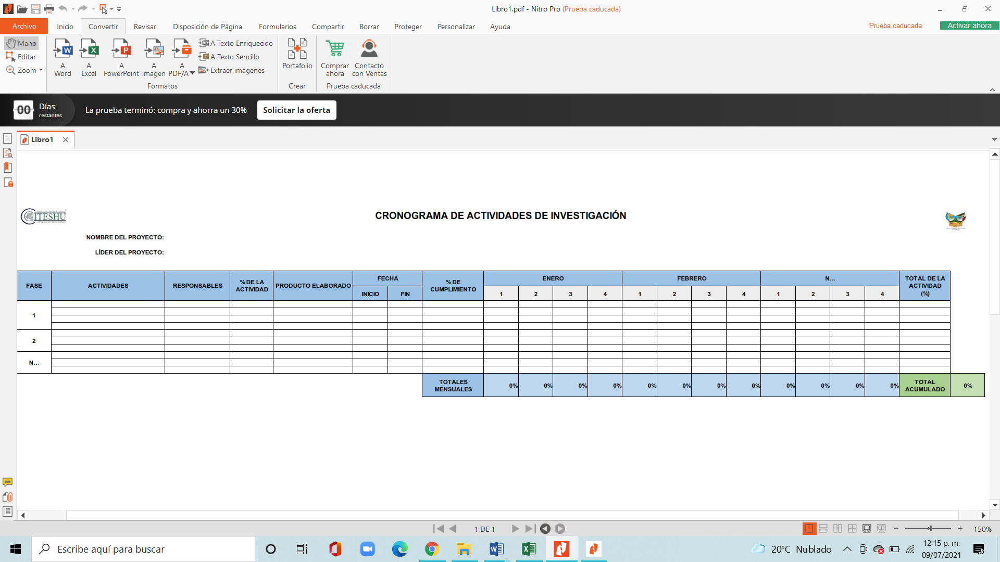 Libro1.pdf - Nitro Pro (Prueba caducada)
Archivo Inicio Convertir Revisar Disposición de Página Formularios Compartir Borrar Proteger Personalizar Ayuda Prueba caducada Activar ahora
Mano
Editar
Zoom
A Word
A Excel
A PowerPoint
A imagen
A PDF/A
A Texto Enriquecido
A Texto Sencillo
Extraer imágenes
Formatos
Portafolio
Crear
Comprar ahora
Contacto con Ventas
Prueba caducada
00 Días restantes
La prueba terminó: compra y ahorra un 30%
Solicitar la oferta
Libro1
ITESHU
CRONOGRAMA DE ACTIVIDADES DE INVESTIGACIÓN
NOMBRE DEL PROYECTO:
LÍDER DEL PROYECTO:
FASE ACTIVIDADES RESPONSABLES % DE LA ACTIVIDAD PRODUCTO ELABORADO FECHA % DE CUMPLIMIENTO ENERO FEBRERO N... TOTAL DE LA ACTIVIDAD (%)
INICIO FIN 1 2 3 4 1 2 3 4 1 2 3 4
1
2
N...
TOTALES MENSUALES 0% 0% 0% 0% 0% 0% 0% 0% 0% 0% 0% 0% TOTAL ACUMULADO 0%
1 DE 1
150%
Escribe aquí para buscar
20°C Nublado
12:15 p. m.
09/07/2021